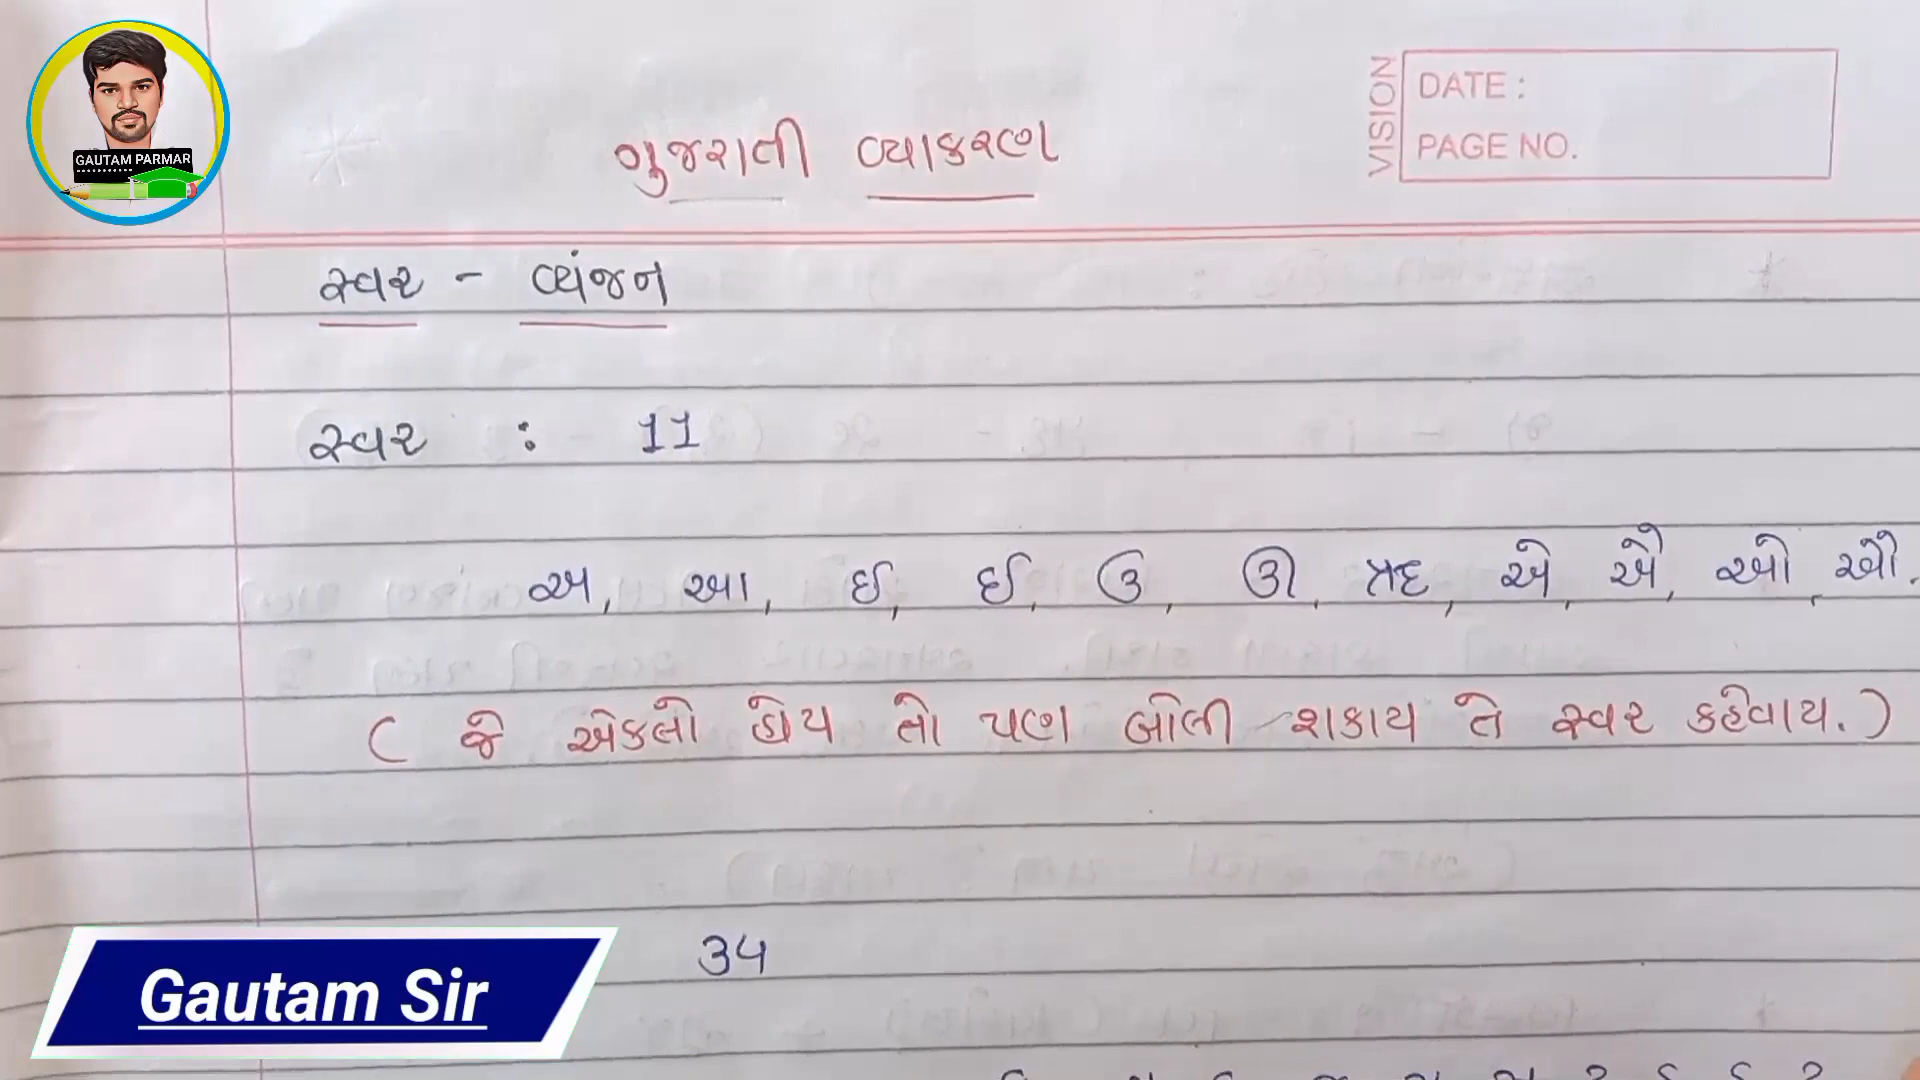 GAUTAM PARMAR
ગુજરાતી વ્યાકરણ
VISION
DATE :
PAGE NO.
સ્વર - વ્યંજન
સ્વર : 11
અ, આ, ઇ, ઈ, ઉ, ઊ, ઋ, એ, ઐ, ઓ, ઔ.
( જે એકલો હોય તો પણ બોલી શકાય તે સ્વર કહેવાય. )
૩૫
Gautam Sir